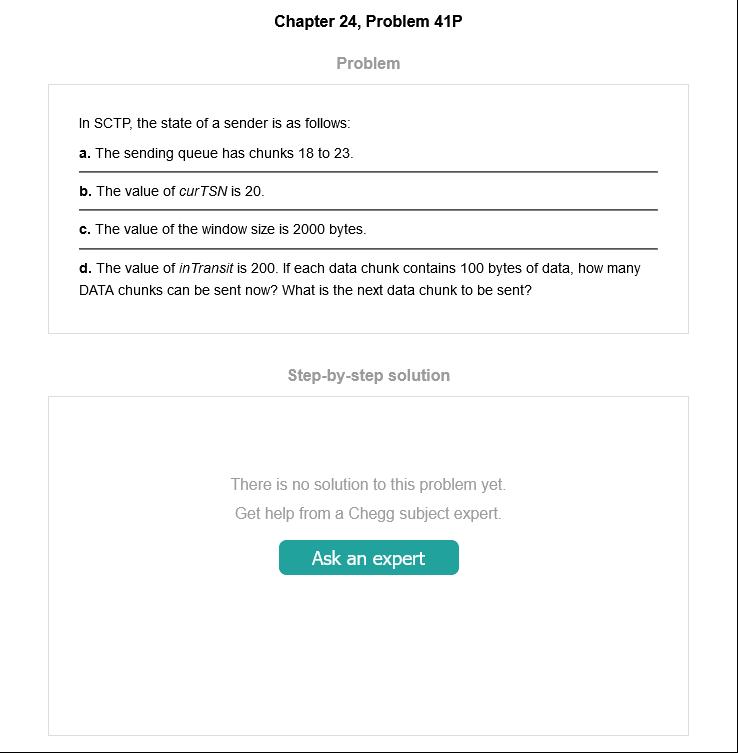 Chapter 24, Problem 41P
Problem
In SCTP, the state of a sender is as follows:
a. The sending queue has chunks 18 to 23.
b. The value of curTSN is 20.
c. The value of the window size is 2000 bytes.
d. The value of inTransit is 200. If each data chunk contains 100 bytes of data, how many
DATA chunks can be sent now? What is the next data chunk to be sent?
Step-by-step solution
There is no solution to this problem yet.
Get help from a Chegg subject expert.
Ask an expert